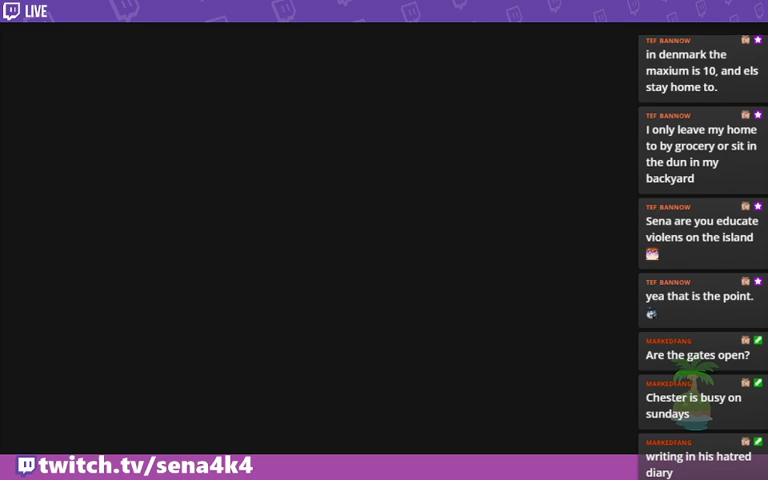 LIVE
TEF BANNOW
in denmark the
maxium is 10, and els
stay home to.
TEF BANNOW
I only leave my home
to by grocery or sit in
the dun in my
backyard
TEF BANNOW
Sena are you educate
violens on the island
TEF BANNOW
yea that is the point.
MARKEDFANG
Are the gates open?
MARKEDFANG
Chester is busy on
sundays
MARKEDFANG
writing in his hatred
diary
twitch.tv/sena4k4